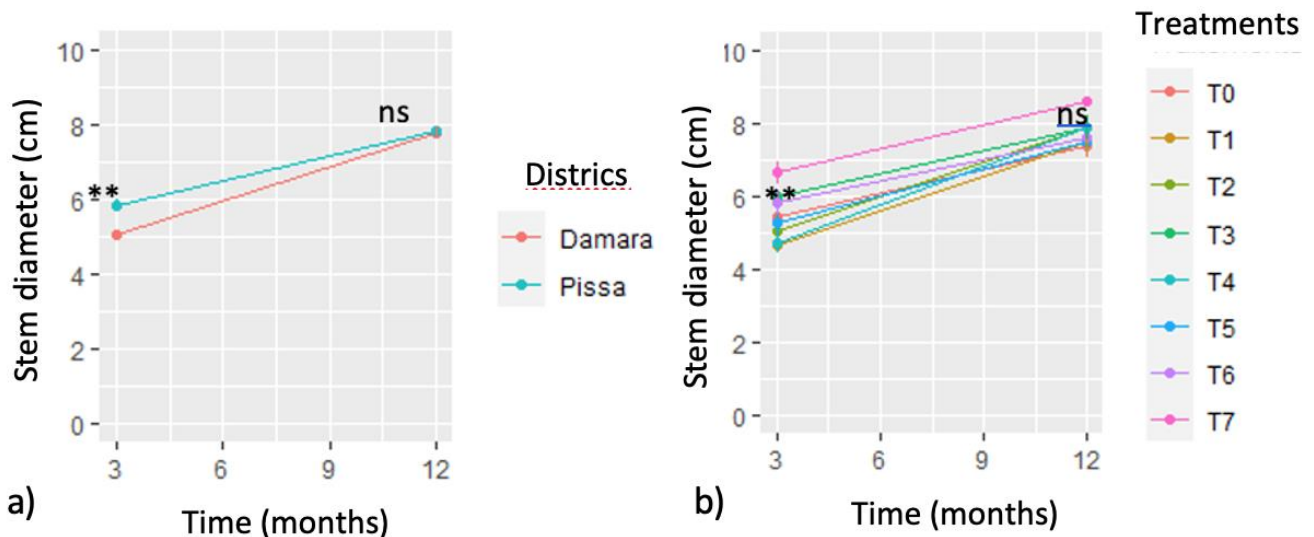 10
8
6
4
2
0
**
ns
3 6 9 12
Stem diameter (cm)
Time (months)
a)
Districs
Damara
Pissa
10
8
6
4
2
0
**
ns
3 6 9 12
Stem diameter (cm)
Time (months)
b)
Treatments
T0
T1
T2
T3
T4
T5
T6
T7